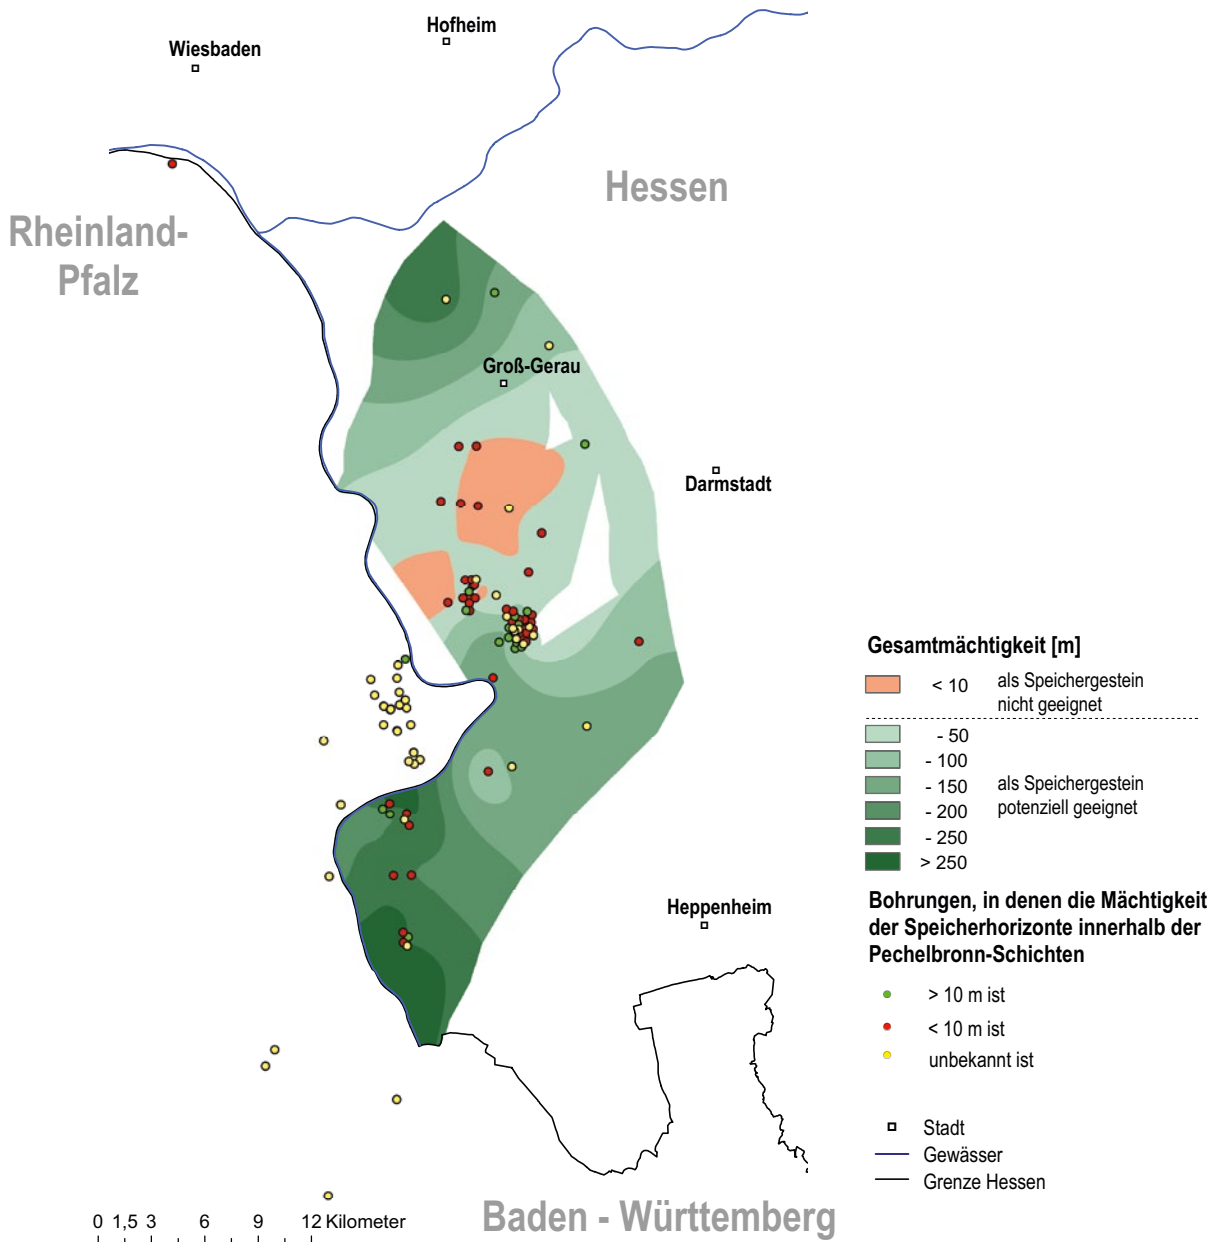 Hofheim
Wiesbaden
Hessen
Rheinland-
Pfalz
Groß-Gerau
Darmstadt
Gesamtmächtigkeit [m]
< 10 als Speichergestein
nicht geeignet
- 50
- 100
- 150 als Speichergestein
- 200 potenziell geeignet
- 250
> 250
Bohrungen, in denen die Mächtigkeit
der Speicherhorizonte innerhalb der
Pechelbronn-Schichten
> 10 m ist
< 10 m ist
unbekannt ist
Heppenheim
Stadt
Gewässer
Grenze Hessen
Baden - Württemberg
0 1,5 3 6 9 12 Kilometer